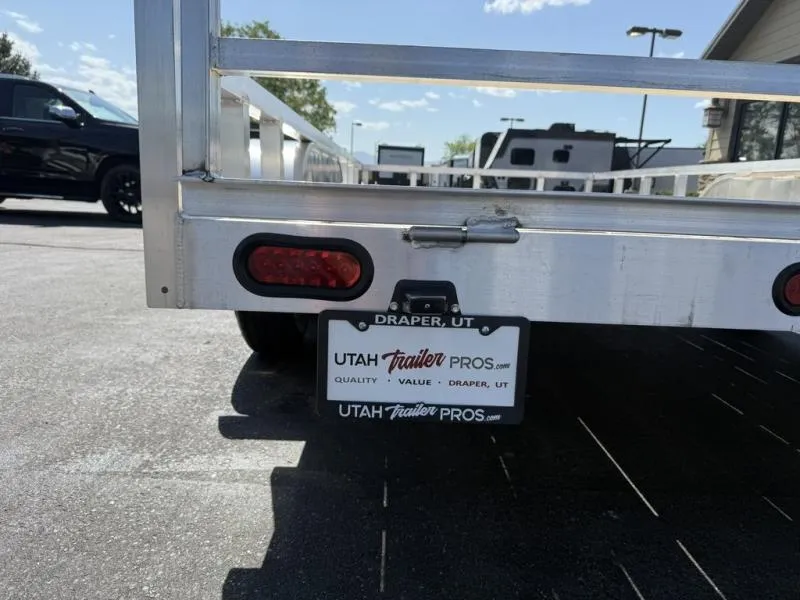 DRAPER, UT
UTAH Trailer PROS.com
QUALITY · VALUE · DRAPER, UT
UTAH Trailer PROS.com